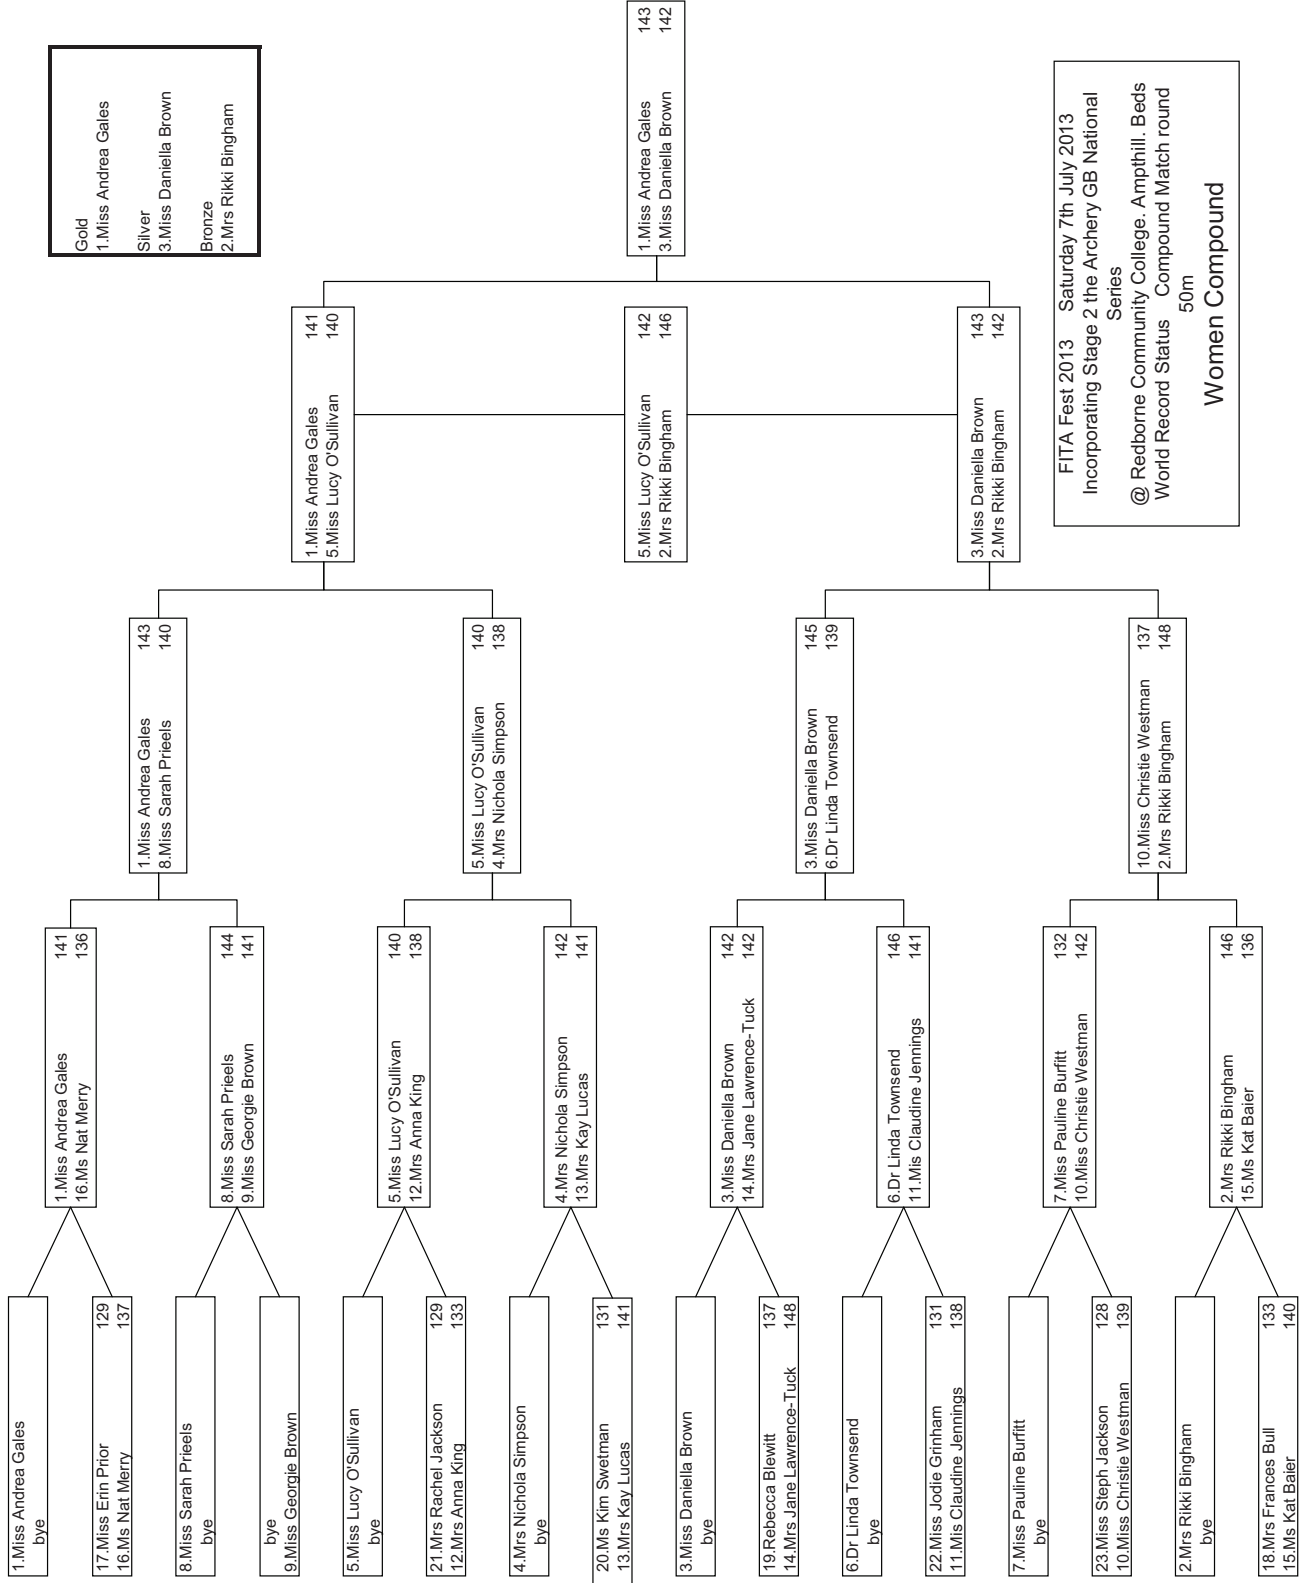 1.Miss Andrea Gales
bye
17.Miss Erin Prior 129
16.Ms Nat Merry 137
8.Miss Sarah Prieels
bye
bye
9.Miss Georgie Brown
5.Miss Lucy O'Sullivan
bye
21.Mrs Rachel Jackson 129
12.Mrs Anna King 133
4.Mrs Nichola Simpson
bye
20.Ms Kim Swetman 131
13.Mrs Kay Lucas 141
3.Miss Daniella Brown
bye
19.Rebecca Blewitt 137
14.Mrs Jane Lawrence-Tuck 148
6.Dr Linda Townsend
bye
22.Miss Jodie Grinham 131
11.Mis Claudine Jennings 138
7.Miss Pauline Burfitt
bye
23.Miss Steph Jackson 128
10.Miss Christie Westman 139
2.Mrs Rikki Bingham
bye
18.Mrs Frances Bull 133
15.Ms Kat Baier 140
1.Miss Andrea Gales 141
16.Ms Nat Merry 136
8.Miss Sarah Prieels 144
9.Miss Georgie Brown 141
5.Miss Lucy O'Sullivan 140
12.Mrs Anna King 138
4.Mrs Nichola Simpson 142
13.Mrs Kay Lucas 141
3.Miss Daniella Brown 142
14.Mrs Jane Lawrence-Tuck 142
6.Dr Linda Townsend 146
11.Mis Claudine Jennings 141
7.Miss Pauline Burfitt 132
10.Miss Christie Westman 142
2.Mrs Rikki Bingham 146
15.Ms Kat Baier 136
1.Miss Andrea Gales 143
8.Miss Sarah Prieels 140
5.Miss Lucy O'Sullivan 140
4.Mrs Nichola Simpson 138
3.Miss Daniella Brown 145
6.Dr Linda Townsend 139
10.Miss Christie Westman 137
2.Mrs Rikki Bingham 148
1.Miss Andrea Gales 141
5.Miss Lucy O'Sullivan 140
5.Miss Lucy O'Sullivan 142
2.Mrs Rikki Bingham 146
3.Miss Daniella Brown 143
2.Mrs Rikki Bingham 142
1.Miss Andrea Gales 143
3.Miss Daniella Brown 142
Gold
1.Miss Andrea Gales
Silver
3.Miss Daniella Brown
Bronze
2.Mrs Rikki Bingham
FITA Fest 2013 Saturday 7th July 2013
Incorporating Stage 2 the Archery GB National
Series
@ Redborne Community College. Ampthill. Beds
World Record Status Compound Match round
50m
Women Compound